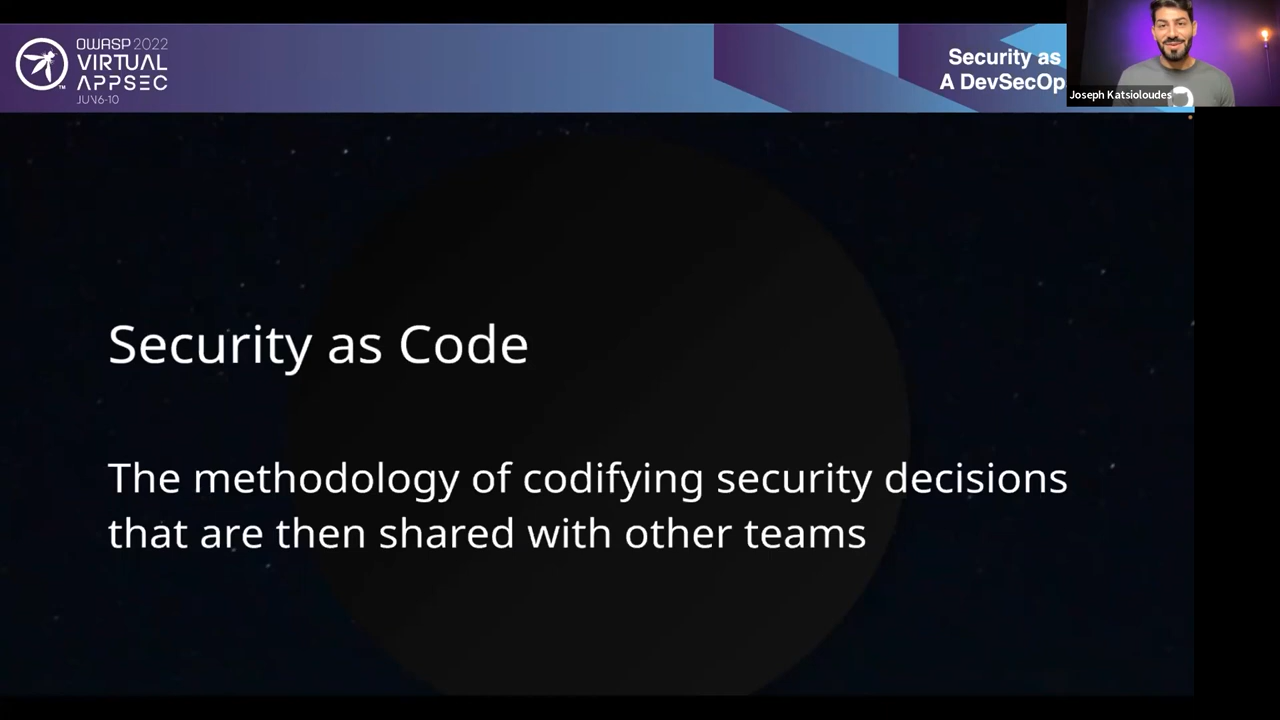 OWASP 2022
VIRTUAL
APPSEC
JUN 6-10
TM
Security as
A DevSecOp
Joseph Katsioloudes
Security as Code
The methodology of codifying security decisions
that are then shared with other teams